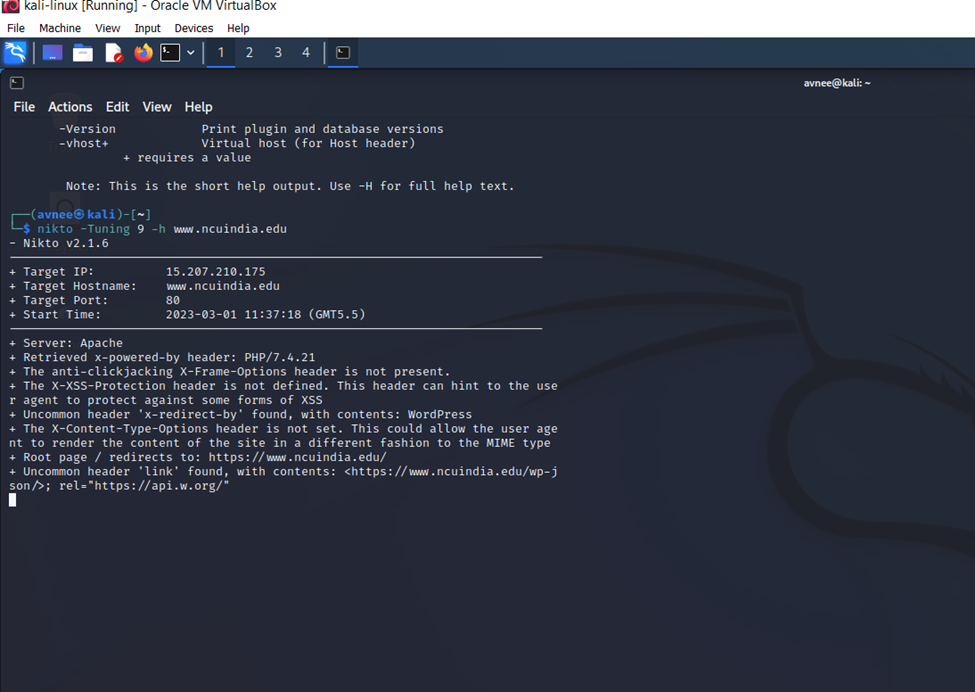 kali-linux [Running] - Oracle VM VirtualBox
File Machine View Input Devices Help
1 2 3 4
avnee@kali: ~
File Actions Edit View Help
-Version Print plugin and database versions
-vhost+ Virtual host (for Host header)
+ requires a value
Note: This is the short help output. Use -H for full help text.
┌──(avnee㉿kali)-[~]
└─$ nikto -Tuning 9 -h www.ncuindia.edu
- Nikto v2.1.6
+ Target IP: 15.207.210.175
+ Target Hostname: www.ncuindia.edu
+ Target Port: 80
+ Start Time: 2023-03-01 11:37:18 (GMT5.5)
+ Server: Apache
+ Retrieved x-powered-by header: PHP/7.4.21
+ The anti-clickjacking X-Frame-Options header is not present.
+ The X-XSS-Protection header is not defined. This header can hint to the use
r agent to protect against some forms of XSS
+ Uncommon header 'x-redirect-by' found, with contents: WordPress
+ The X-Content-Type-Options header is not set. This could allow the user age
nt to render the content of the site in a different fashion to the MIME type
+ Root page / redirects to: https://www.ncuindia.edu/
+ Uncommon header 'link' found, with contents: <https://www.ncuindia.edu/wp-j
son/>; rel="https://api.w.org/"